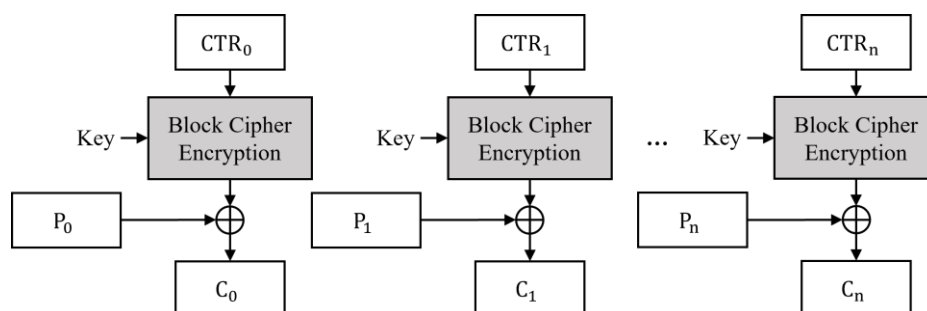 CTR₀ CTR₁ CTRₙ
Key Block Cipher Encryption Key Block Cipher Encryption ... Key Block Cipher Encryption
P₀ P₁ Pₙ
C₀ C₁ Cₙ